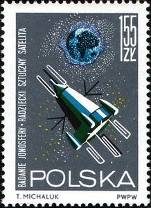 1,55
ZŁ
BADANIE JONOSFERY • RADZIECKI SZTUCZNY SATELITA
POLSKA
T. MICHALUK
PWPW